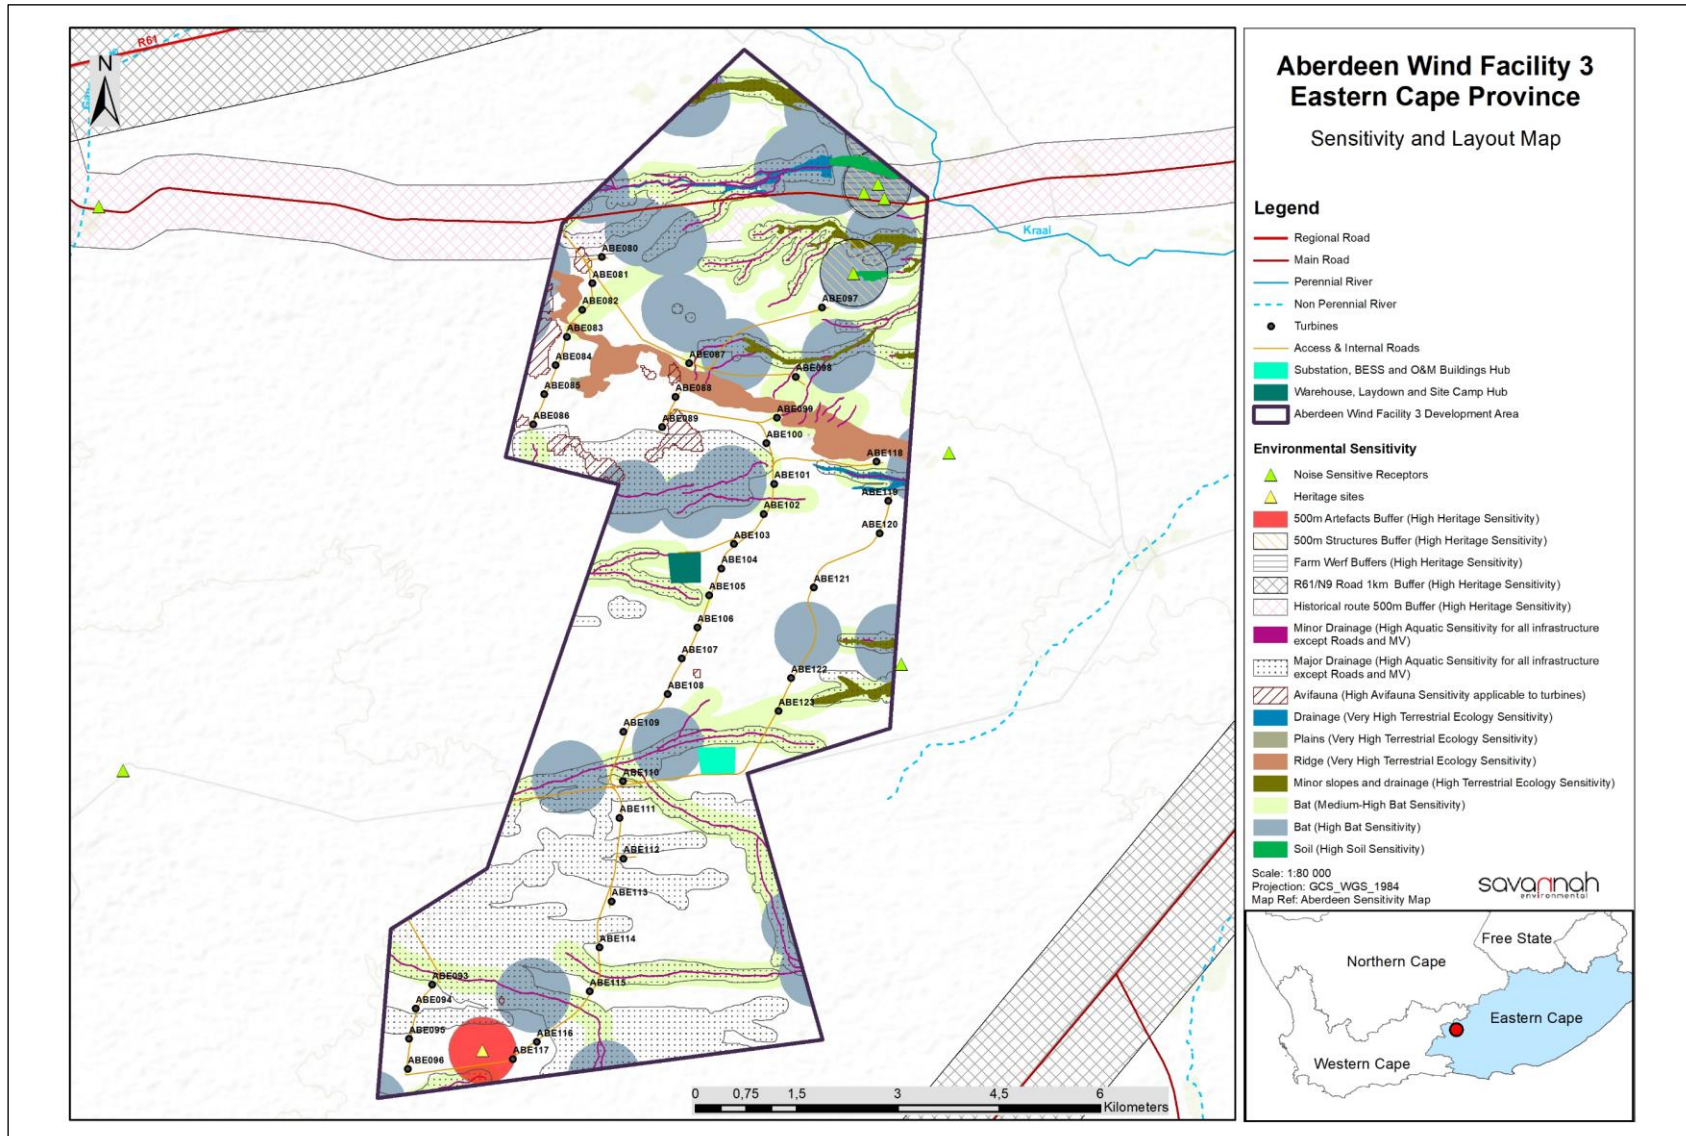 R61
N
Kraai
ABE080
ABE081
ABE082
ABE083
ABE084
ABE085
ABE086
ABE087
ABE088
ABE089
ABE097
ABE098
ABE099
ABE100
ABE118
ABE101
ABE119
ABE102
ABE120
ABE103
ABE104
ABE121
ABE105
ABE106
ABE107
ABE122
ABE108
ABE123
ABE109
ABE110
ABE111
ABE112
ABE113
ABE114
ABE093
ABE115
ABE094
ABE095
ABE116
ABE096
ABE117
0 0,75 1,5 3 4,5 6
Kilometers
Aberdeen Wind Facility 3
Eastern Cape Province
Sensitivity and Layout Map
Legend
Regional Road
Main Road
Perennial River
Non Perennial River
Turbines
Access & Internal Roads
Substation, BESS and O&M Buildings Hub
Warehouse, Laydown and Site Camp Hub
Aberdeen Wind Facility 3 Development Area
Environmental Sensitivity
Noise Sensitive Receptors
Heritage sites
500m Artefacts Buffer (High Heritage Sensitivity)
500m Structures Buffer (High Heritage Sensitivity)
Farm Werf Buffers (High Heritage Sensitivity)
R61/N9 Road 1km Buffer (High Heritage Sensitivity)
Historical route 500m Buffer (High Heritage Sensitivity)
Minor Drainage (High Aquatic Sensitivity for all infrastructure
except Roads and MV)
Major Drainage (High Aquatic Sensitivity for all infrastructure
except Roads and MV)
Avifauna (High Avifauna Sensitivity applicable to turbines)
Drainage (Very High Terrestrial Ecology Sensitivity)
Plains (Very High Terrestrial Ecology Sensitivity)
Ridge (Very High Terrestrial Ecology Sensitivity)
Minor slopes and drainage (High Terrestrial Ecology Sensitivity)
Bat (Medium-High Bat Sensitivity)
Bat (High Bat Sensitivity)
Soil (High Soil Sensitivity)
Scale: 1:80 000
Projection: GCS_WGS_1984
Map Ref: Aberdeen Sensitivity Map
savannah
environmental
Free State
Northern Cape
Eastern Cape
Western Cape